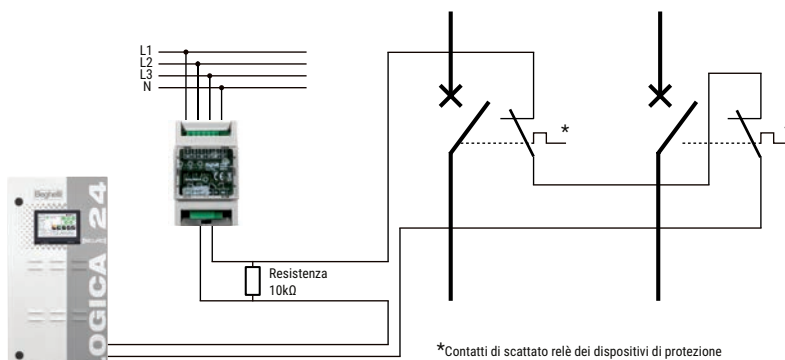 L1
L2
L3
N
*
*
Beghelli
LOGICA 24
Resistenza
10kΩ
*Contatti di scattato relè dei dispositivi di protezione